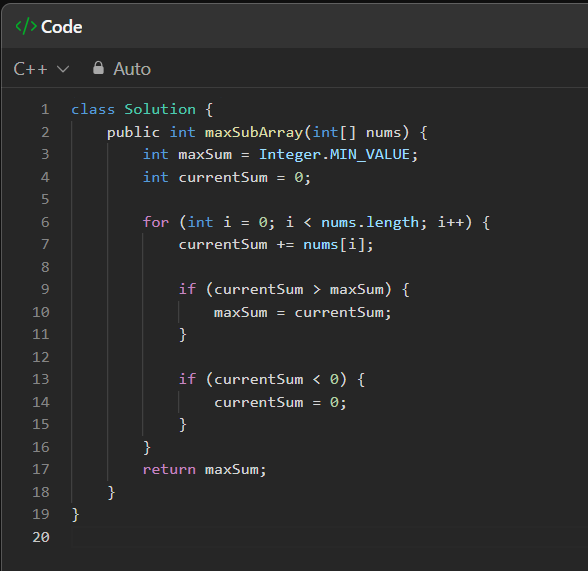 </> Code
C++ Auto
1 class Solution {
2     public int maxSubArray(int[] nums) {
3         int maxSum = Integer.MIN_VALUE;
4         int currentSum = 0;
5
6         for (int i = 0; i < nums.length; i++) {
7             currentSum += nums[i];
8
9             if (currentSum > maxSum) {
10                 maxSum = currentSum;
11             }
12
13             if (currentSum < 0) {
14                 currentSum = 0;
15             }
16         }
17         return maxSum;
18     }
19 }
20